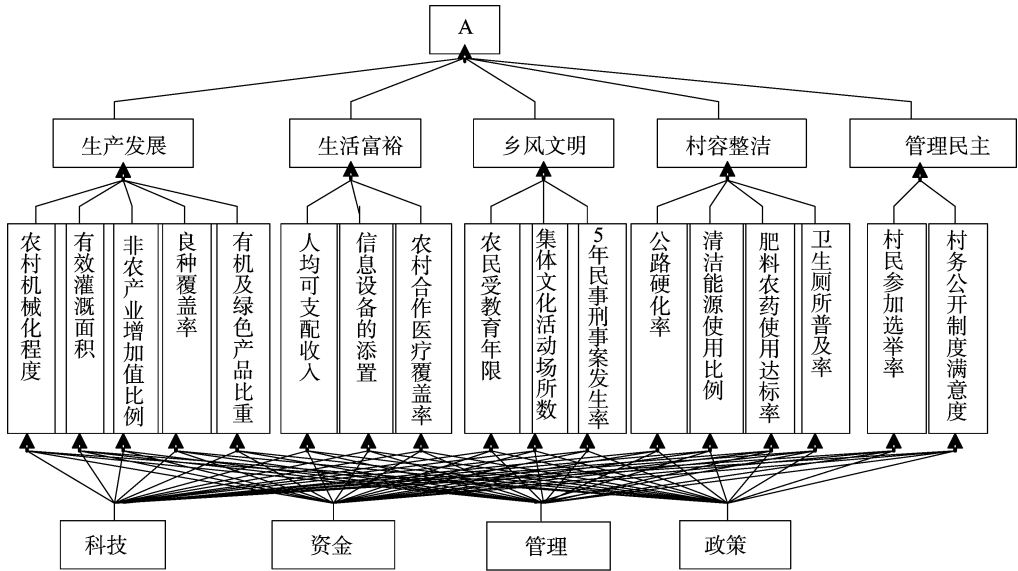 A
生产发展
生活富裕
乡风文明
村容整洁
管理民主
农村机械化程度
有效灌溉面积
非农产业增加值比例
良种覆盖率
有机及绿色产品比重
人均可支配收入
信息设备的添置
农村合作医疗覆盖率
农民受教育年限
集体文化活动场所数
5年民事刑事案发生率
公路硬化率
清洁能源使用比例
肥料农药使用达标率
卫生厕所普及率
村民参加选举率
村务公开制度满意度
科技
资金
管理
政策